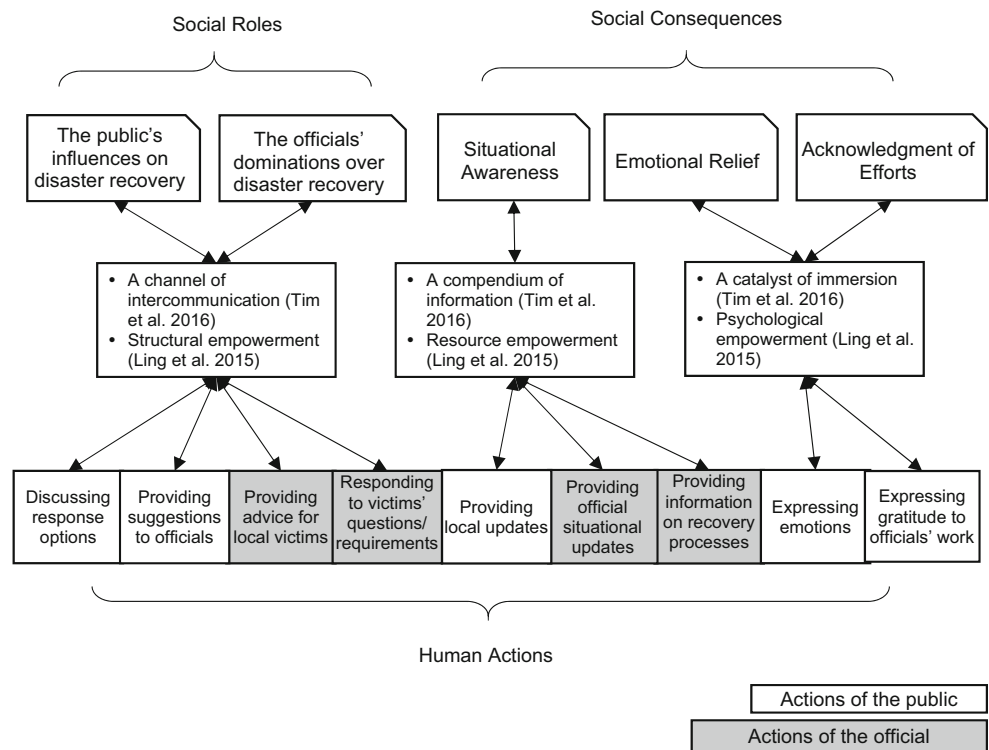 Social Roles
Social Consequences
The public's
influences on
disaster recovery
The officials'
dominations over
disaster recovery
Situational
Awareness
Emotional Relief
Acknowledgment of
Efforts
• A channel of
intercommunication (Tim
et al. 2016)
• Structural empowerment
(Ling et al. 2015)
• A compendium of
information (Tim et al.
2016)
• Resource empowerment
(Ling et al. 2015)
• A catalyst of immersion
(Tim et al. 2016)
• Psychological
empowerment (Ling et al.
2015)
Discussing
response
options
Providing
suggestions
to officials
Providing
advice for
local victims
Responding
to victims'
questions/
requirements
Providing
local updates
Providing
official
situational
updates
Providing
information
on recovery
processes
Expressing
emotions
Expressing
gratitude to
officials' work
Human Actions
Actions of the public
Actions of the official